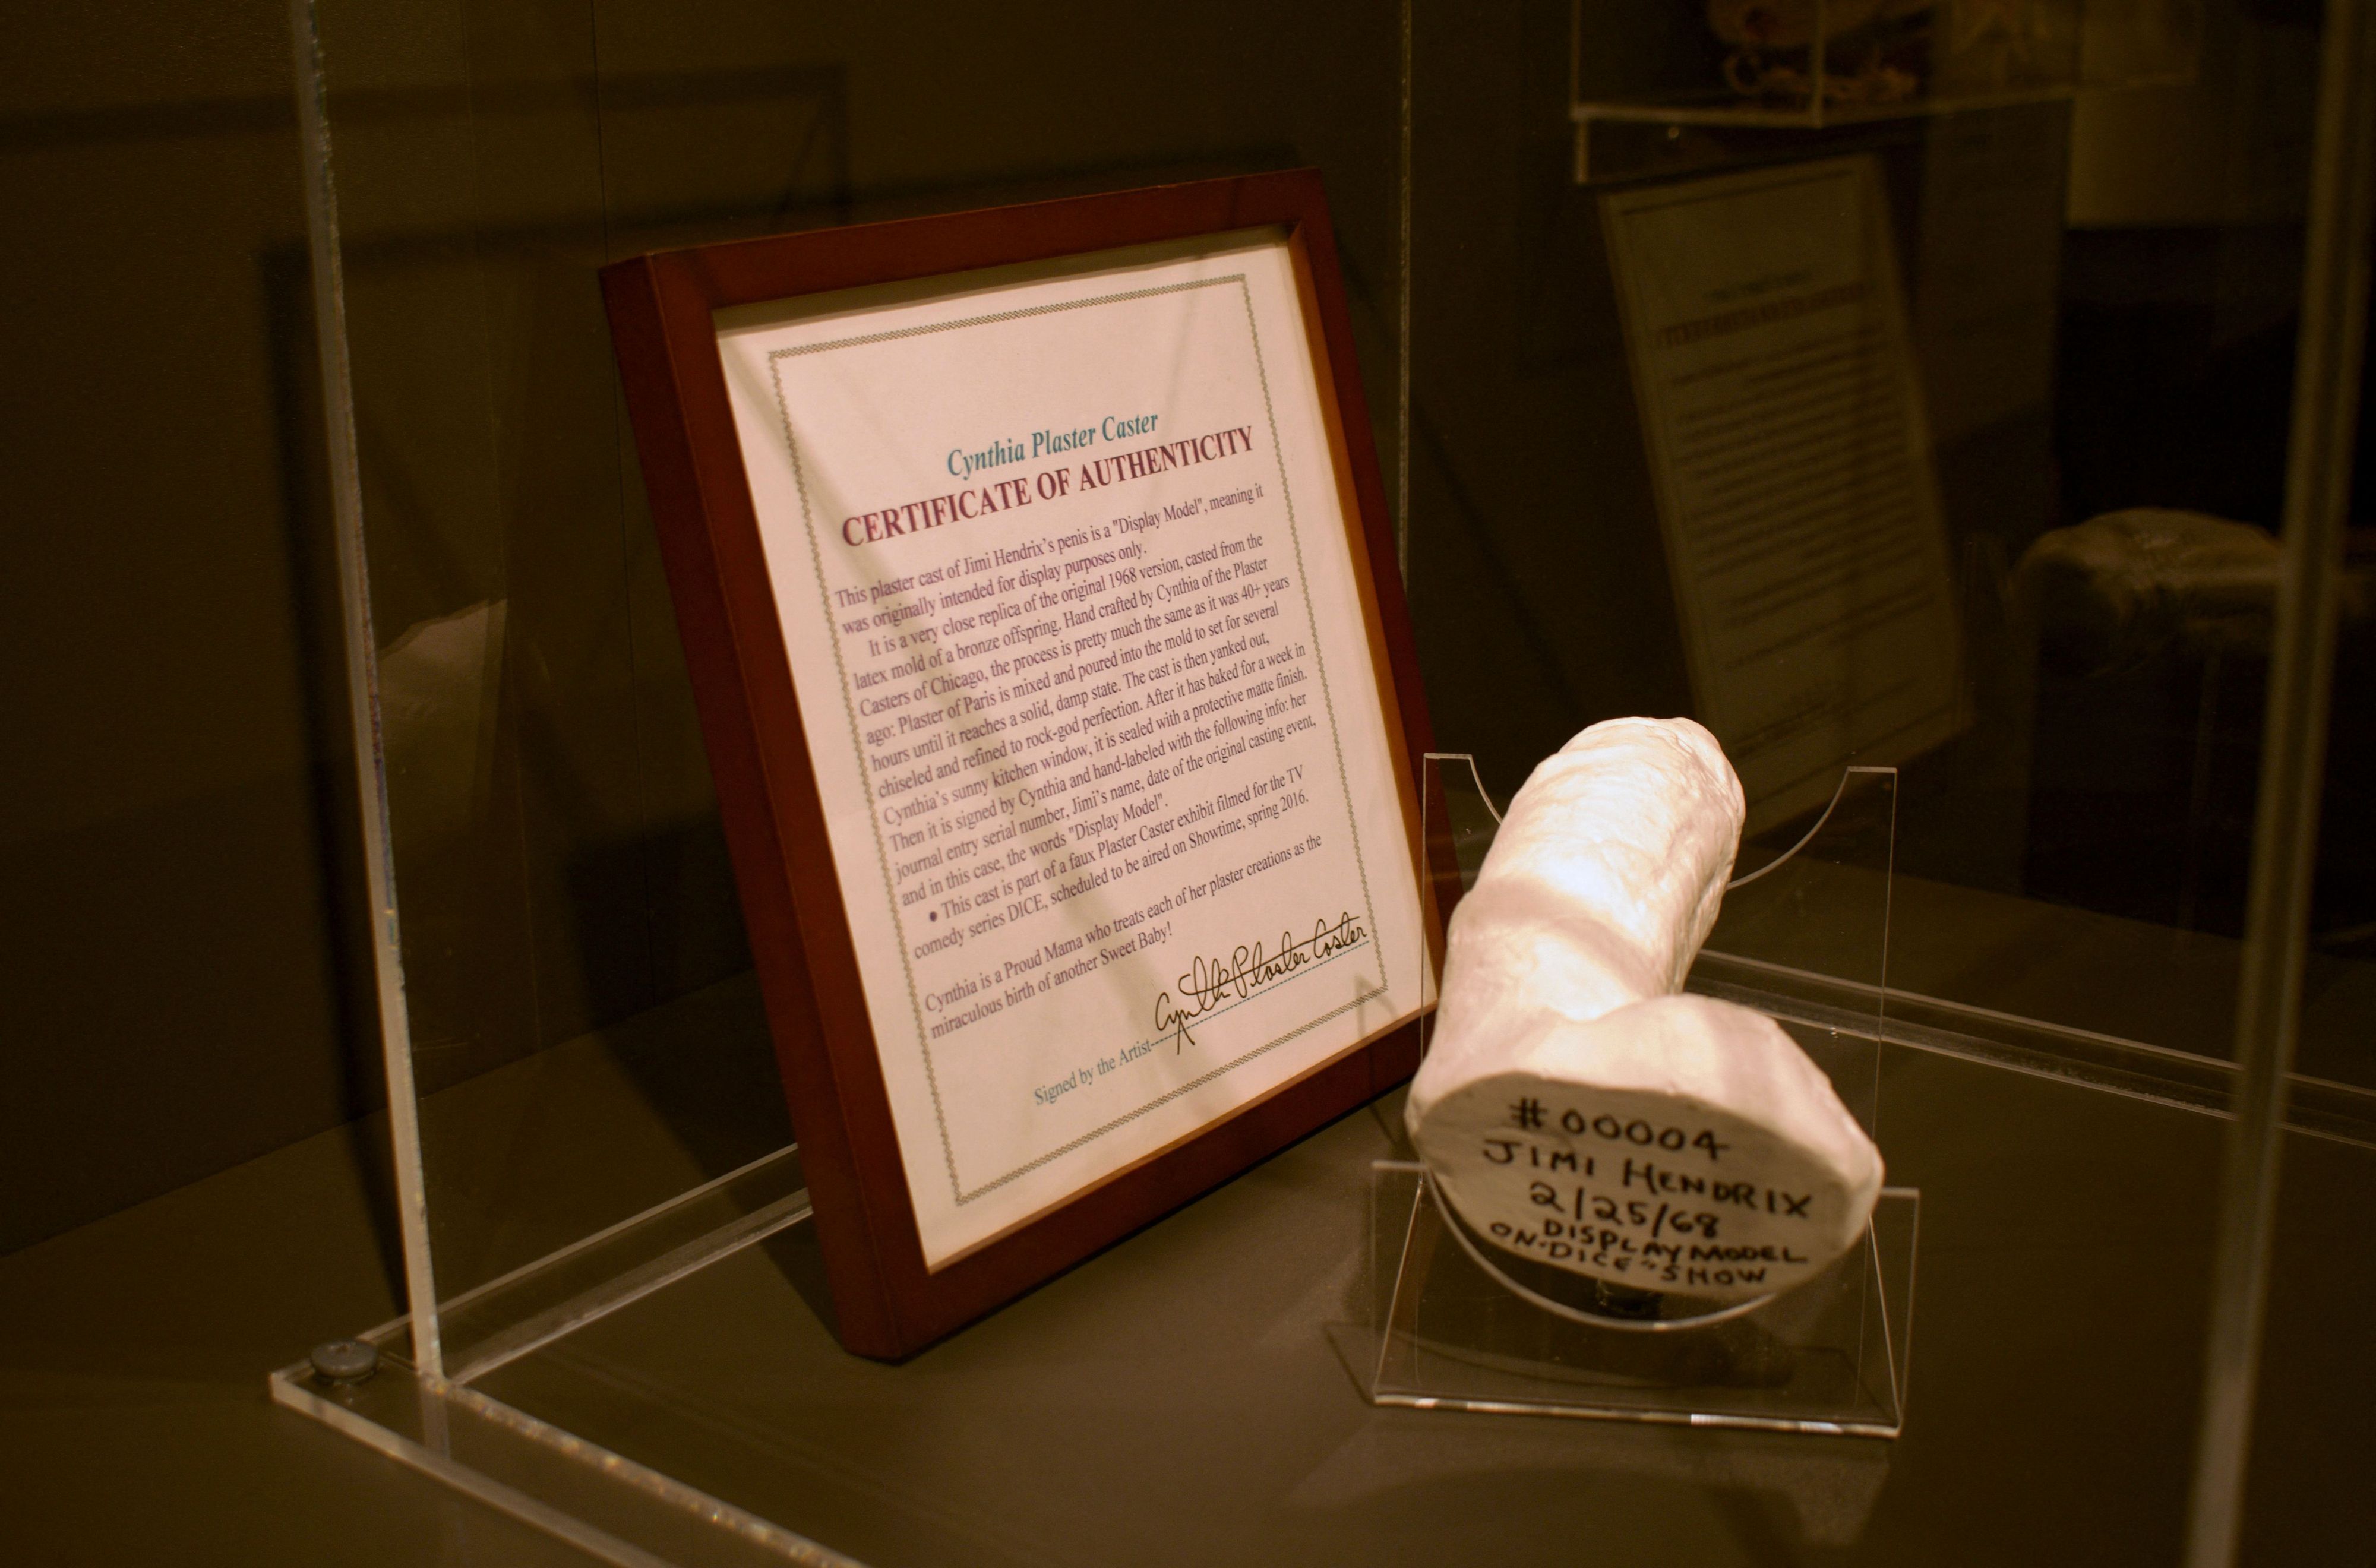 Cynthia Plaster Caster
CERTIFICATE OF AUTHENTICITY
This plaster cast of Jimi Hendrix's penis is a "Display Model", meaning it
was originally intended for display purposes only.
It is a very close replica of the original 1968 version, casted from the
latex mold of a bronze offspring. Hand crafted by Cynthia of the Plaster
Casters of Chicago, the process is pretty much the same as it was 40+ years
ago: Plaster of Paris is mixed and poured into the mold to set for several
hours until it reaches a solid, damp state. The cast is then yanked out,
chiseled and refined to rock-god perfection. After it has baked for a week in
Cynthia's sunny kitchen window, it is sealed with a protective matte finish.
Then it is signed by Cynthia and hand-labeled with the following info: her
journal entry serial number, Jimi's name, date of the original casting event,
and in this case, the words "Display Model".
• This cast is part of a faux Plaster Caster exhibit filmed for the TV
comedy series DICE, scheduled to be aired on Showtime, spring 2016.
Cynthia is a Proud Mama who treats each of her plaster creations as the
miraculous birth of another Sweet Baby!
Signed by the Artist Cynthia Plaster Caster
#00004
JIMI HENDRIX
2/25/68
DISPLAY MODEL
ON "DICE" SHOW